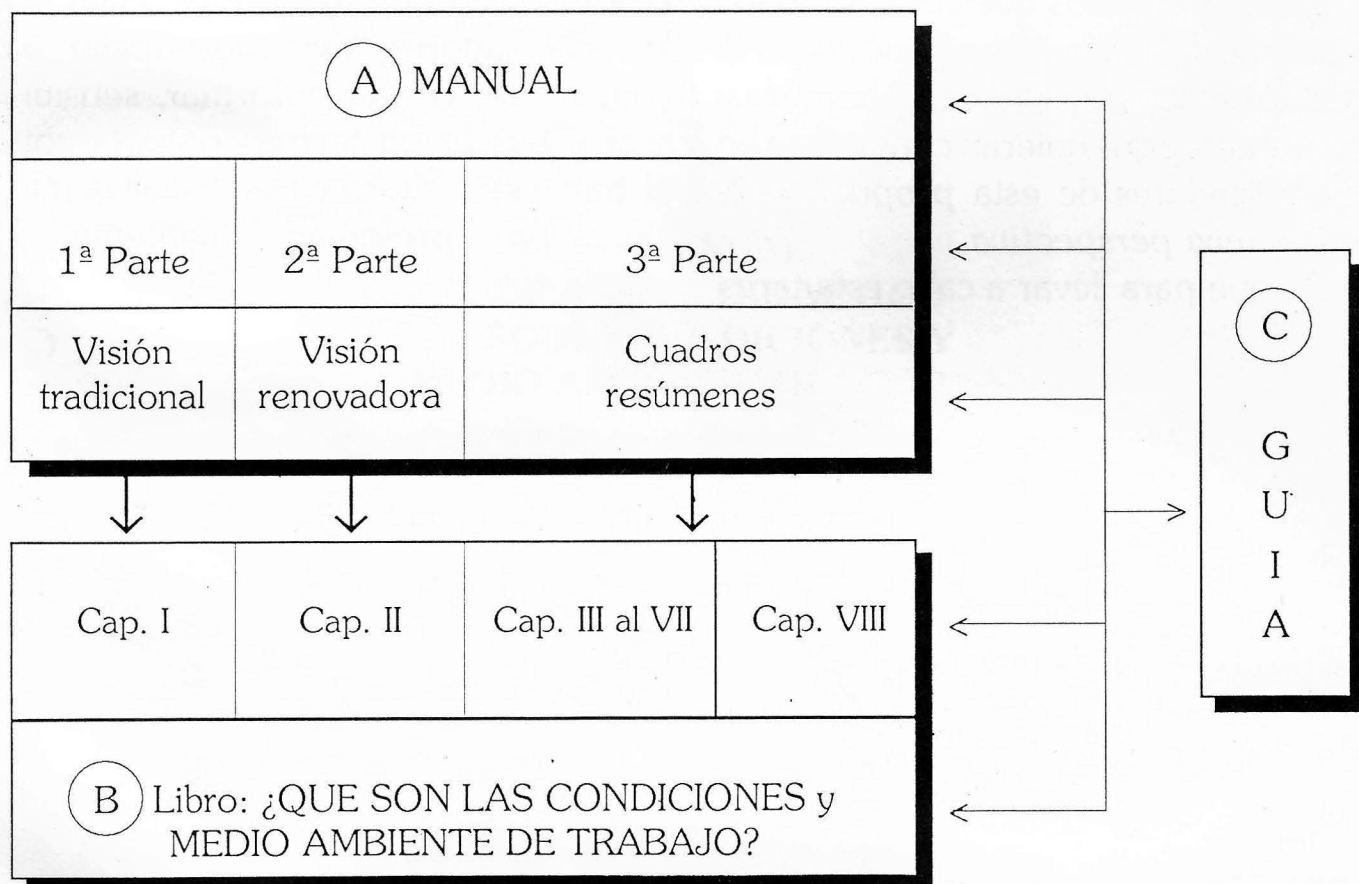 A MANUAL
1ª Parte
2ª Parte
3ª Parte
Visión
tradicional
Visión
renovadora
Cuadros
resúmenes
Cap. I
Cap. II
Cap. III al VII
Cap. VIII
B Libro: ¿QUE SON LAS CONDICIONES y
MEDIO AMBIENTE DE TRABAJO?
C
G
U
I
A